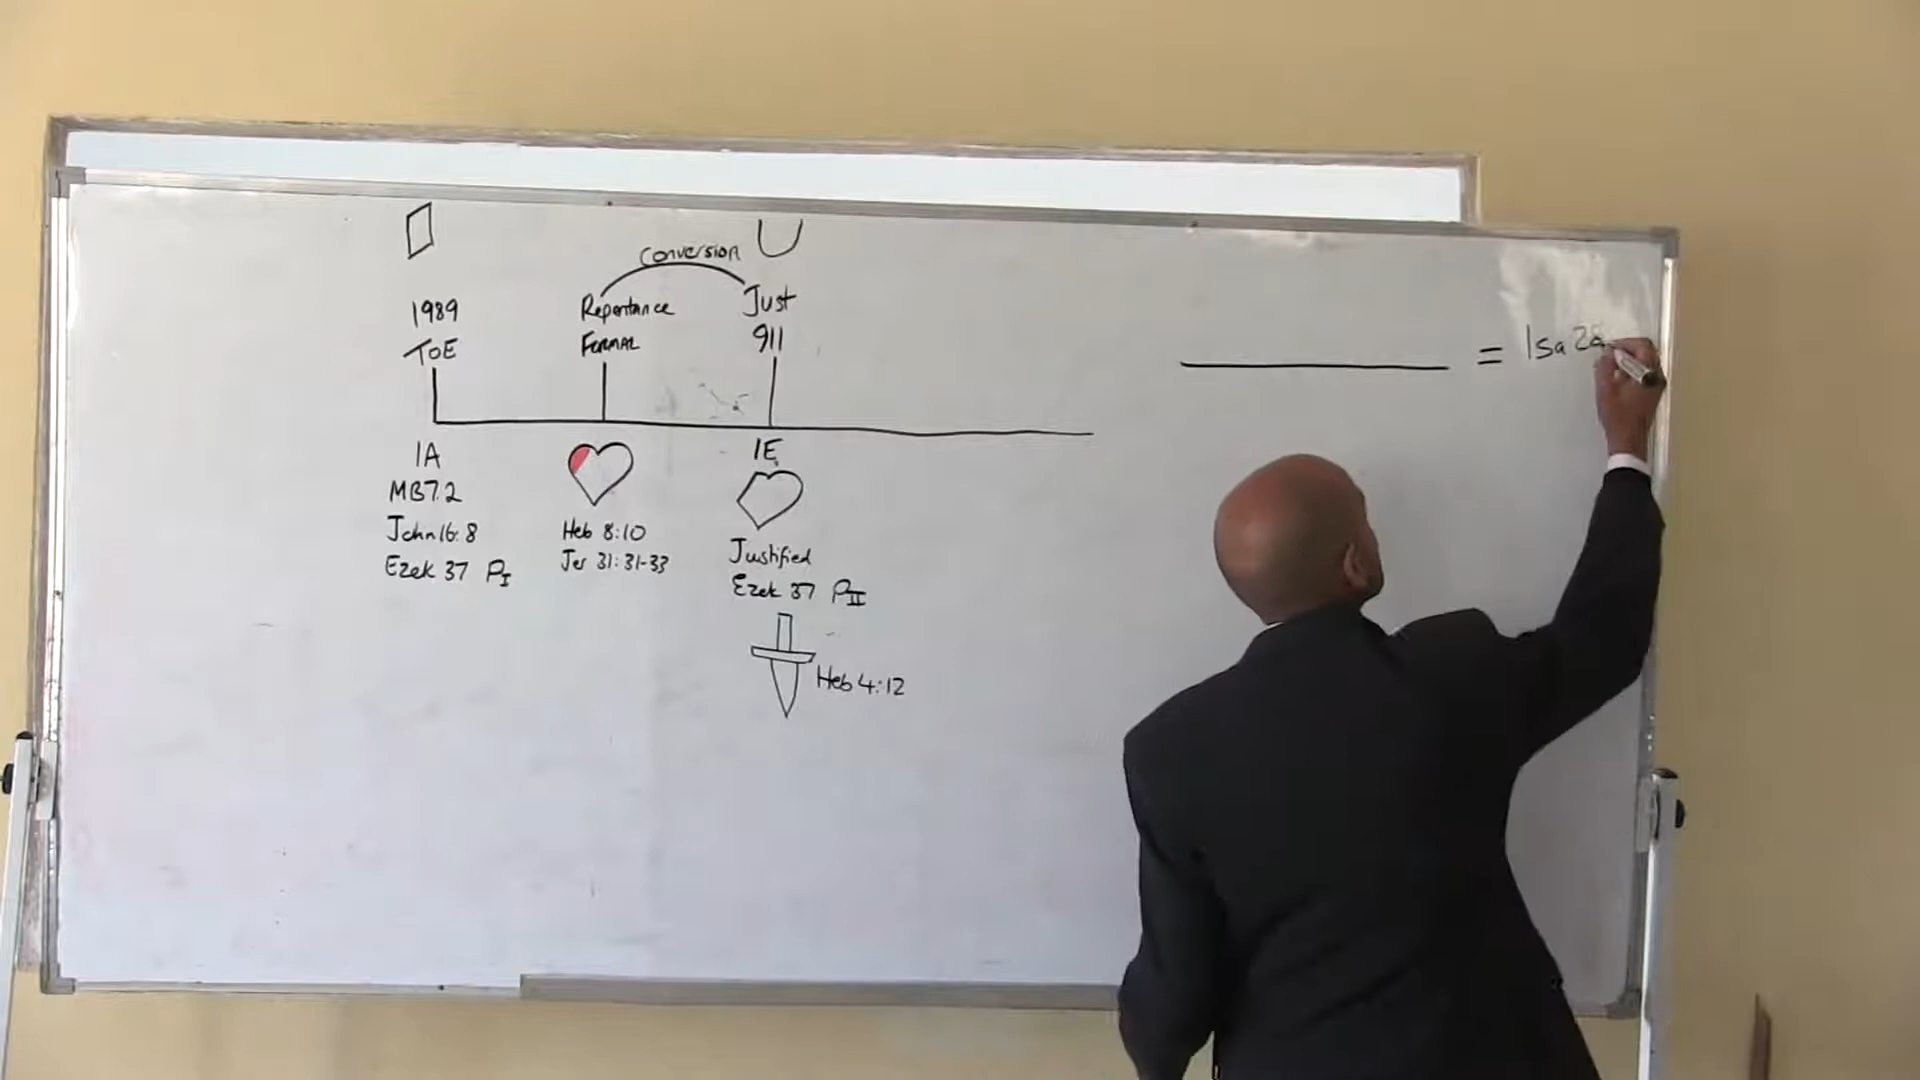 Conversion
1989
TOE
Repentance
Formal
Just
911
= Isa 28
1A
MB7.2
John 16:8
Ezek 37 PI
Heb 8:10
Jer 31:31-33
1E
Justified
Ezek 37 PII
Heb 4:12